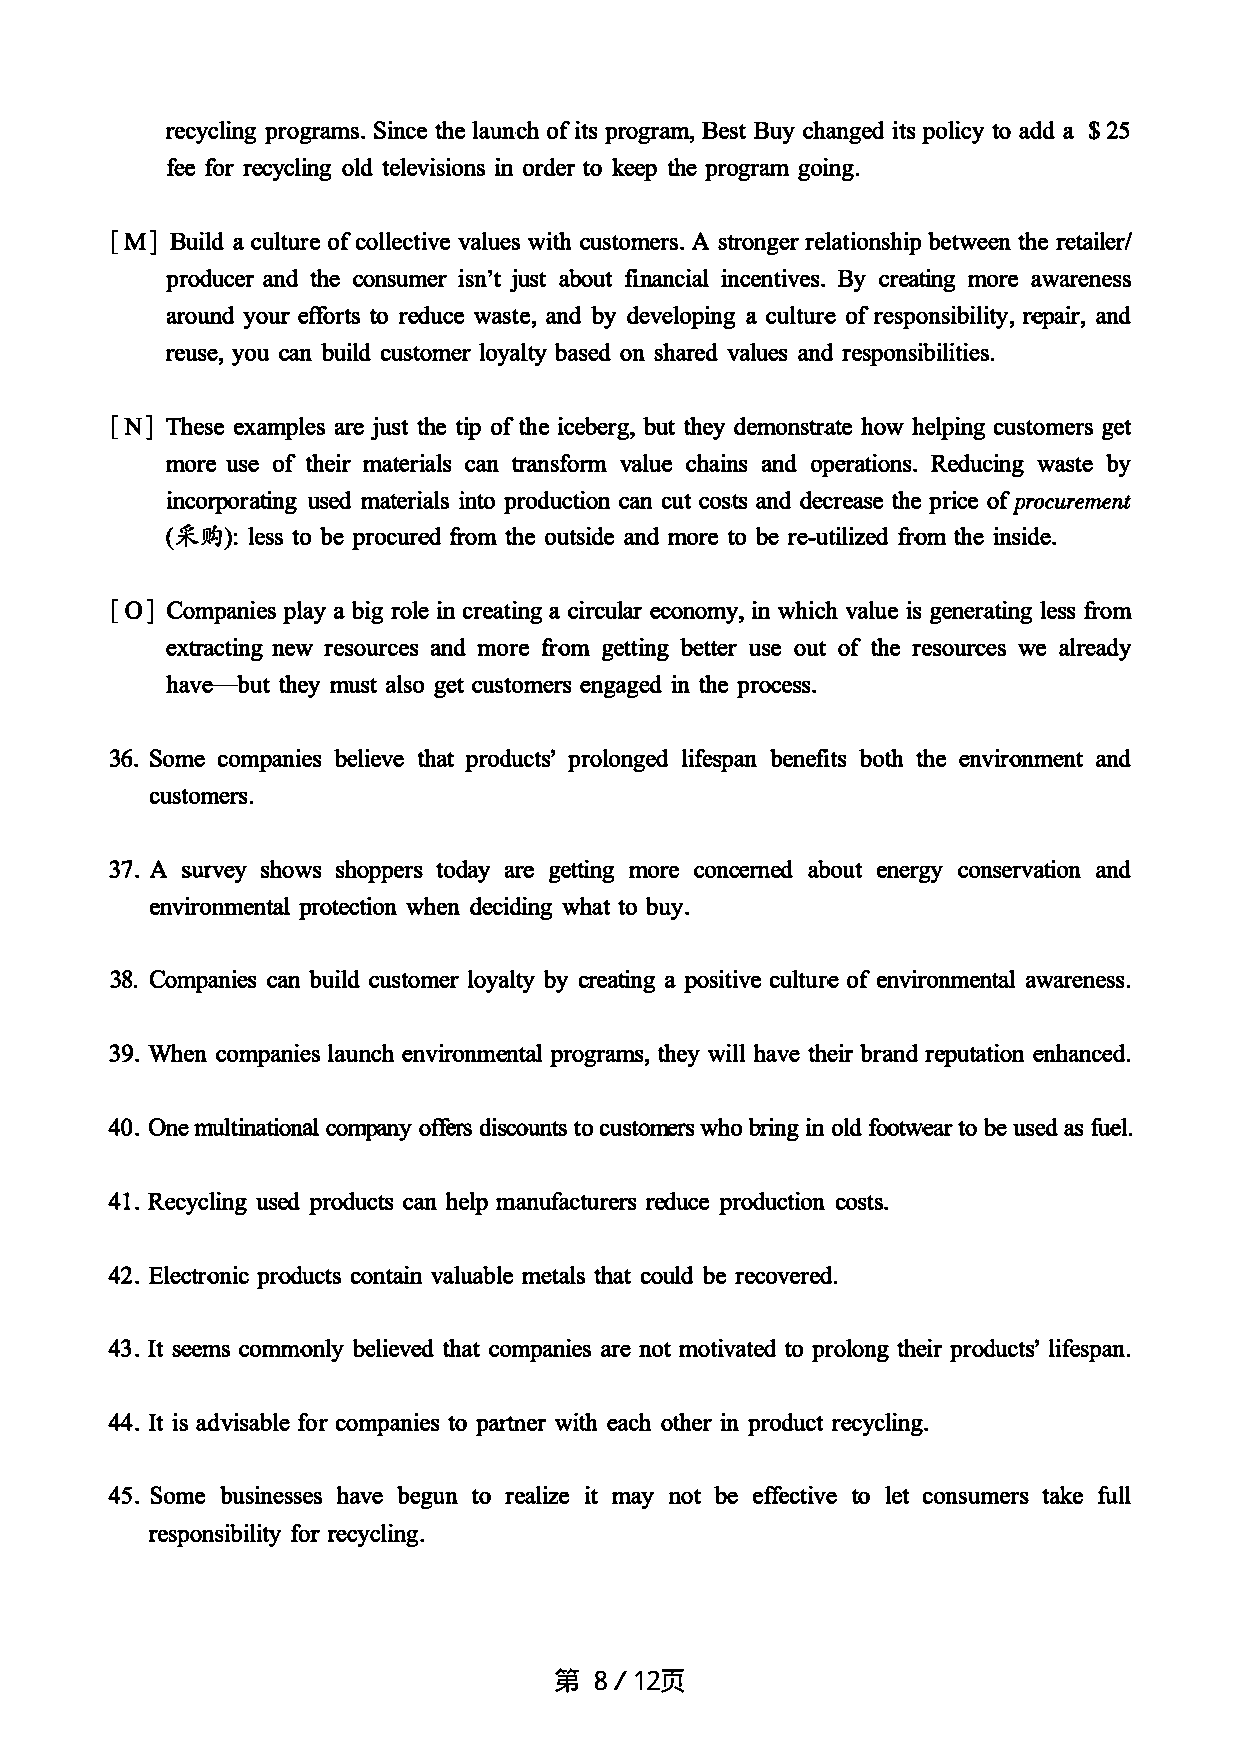 recycling programs. Since the launch of its program, Best Buy changed its policy to add a $ 25
fee for recycling old televisions in order to keep the program going.
[ M ] Build a culture of collective values with customers. A stronger relationship between the retailer/
producer and the consumer isn't just about financial incentives. By creating more awareness
around your efforts to reduce waste, and by developing a culture of responsibility, repair, and
reuse, you can build customer loyalty based on shared values and responsibilities.
[ N ] These examples are just the tip of the iceberg, but they demonstrate how helping customers get
more use of their materials can transform value chains and operations. Reducing waste by
incorporating used materials into production can cut costs and decrease the price of procurement
(采购): less to be procured from the outside and more to be re-utilized from the inside.
[ O ] Companies play a big role in creating a circular economy, in which value is generating less from
extracting new resources and more from getting better use out of the resources we already
have—but they must also get customers engaged in the process.
36. Some companies believe that products' prolonged lifespan benefits both the environment and
customers.
37. A survey shows shoppers today are getting more concerned about energy conservation and
environmental protection when deciding what to buy.
38. Companies can build customer loyalty by creating a positive culture of environmental awareness.
39. When companies launch environmental programs, they will have their brand reputation enhanced.
40. One multinational company offers discounts to customers who bring in old footwear to be used as fuel.
41. Recycling used products can help manufacturers reduce production costs.
42. Electronic products contain valuable metals that could be recovered.
43. It seems commonly believed that companies are not motivated to prolong their products' lifespan.
44. It is advisable for companies to partner with each other in product recycling.
45. Some businesses have begun to realize it may not be effective to let consumers take full
responsibility for recycling.
第 8 / 12页